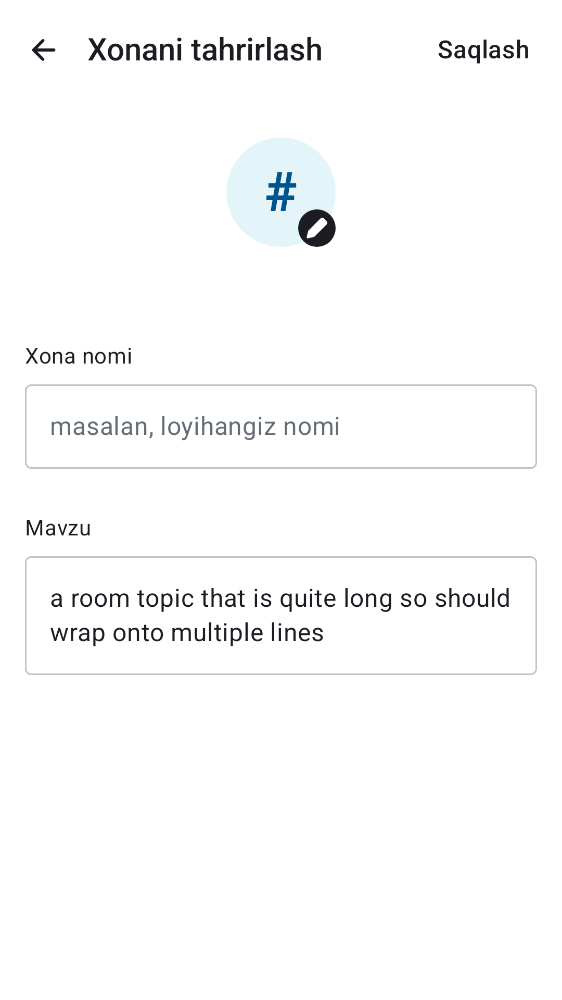 Xonani tahrirlash
Saqlash
#
Xona nomi
masalan, loyihangiz nomi
Mavzu
a room topic that is quite long so should
wrap onto multiple lines